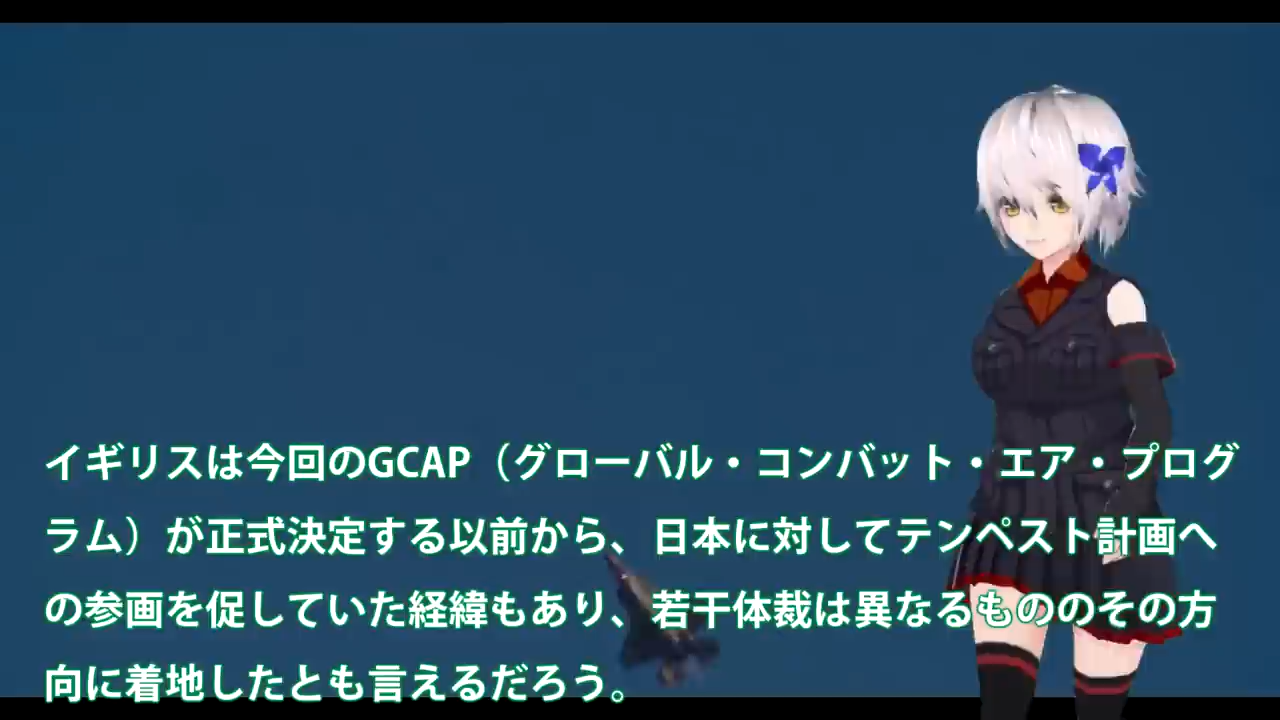 イギリスは今回のGCAP（グローバル・コンバット・エア・プログ
ラム）が正式決定する以前から、日本に対してテンペスト計画へ
の参画を促していた経緯もあり、若干体裁は異なるもののその方
向に着地したとも言えるだろう。